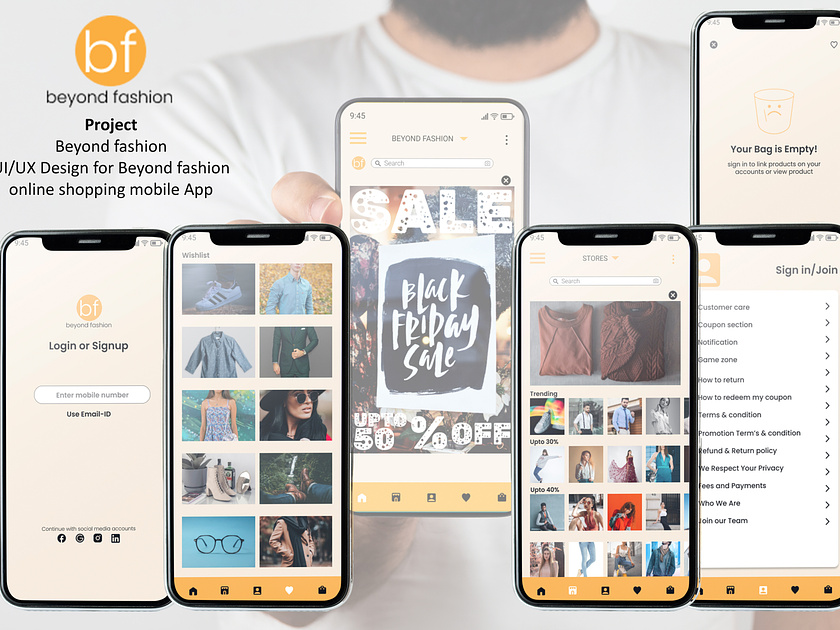 bf
beyond fashion
Project
Beyond fashion
UI/UX Design for Beyond fashion
online shopping mobile App
9:45
BEYOND FASHION
bf
Search
SALE
BLACK
FRIDAY
Sale
UPTO
50 % OFF
9:45
Your Bag is Empty!
sign in to link products on your
accounts or view product
9:45
bf
beyond fashion
Login or Signup
Enter mobile number
Use Email-ID
Continue with social media accounts
9:45
Wishlist
9:45
STORES
Search
Trending
Upto 30%
Upto 40%
9:45
Sign in/Join
Customer care
Coupon section
Notification
Game zone
How to return
How to redeem my coupon
Terms & condition
Promotion Term's & condition
Refund & Return policy
We Respect Your Privacy
Fees and Payments
Who We Are
Join our Team